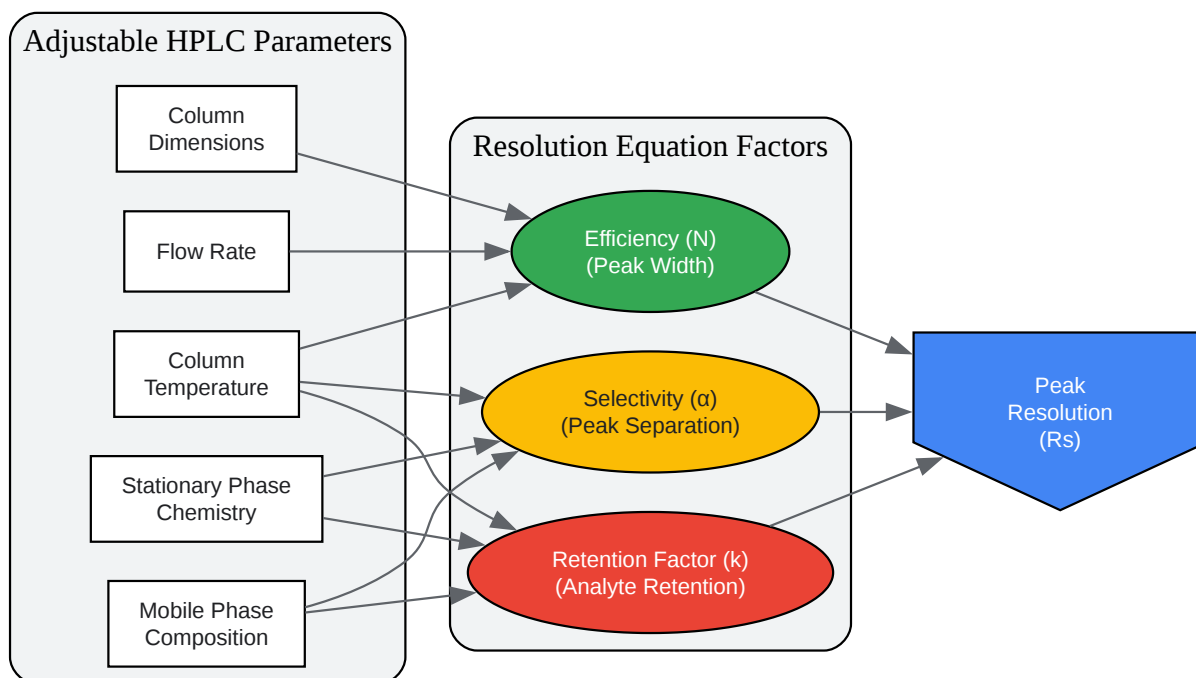 Adjustable HPLC Parameters
Column
Dimensions
Flow Rate
Column
Temperature
Stationary Phase
Chemistry
Mobile Phase
Composition
Resolution Equation Factors
Efficiency (N)
(Peak Width)
Selectivity (α)
(Peak Separation)
Retention Factor (k)
(Analyte Retention)
Peak
Resolution
(Rs)